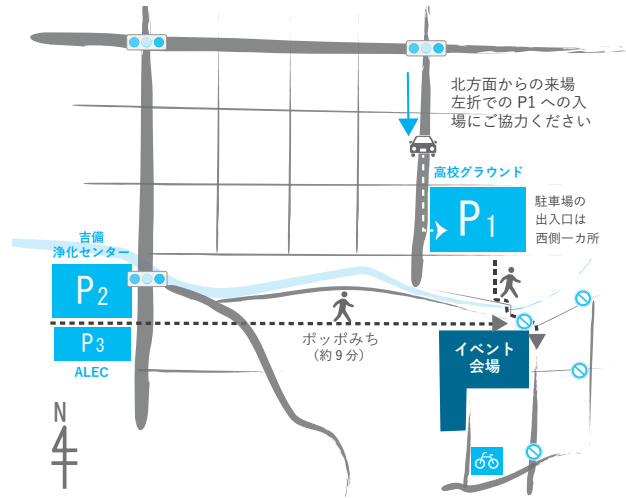 北方面からの来場
左折での P1 への入
場にご協力ください
高校グラウンド
P1
駐車場の
出入口は
西側一カ所
吉備
浄化センター
P2
P3
ALEC
ポッポみち
（約9分）
イベント
会場
N